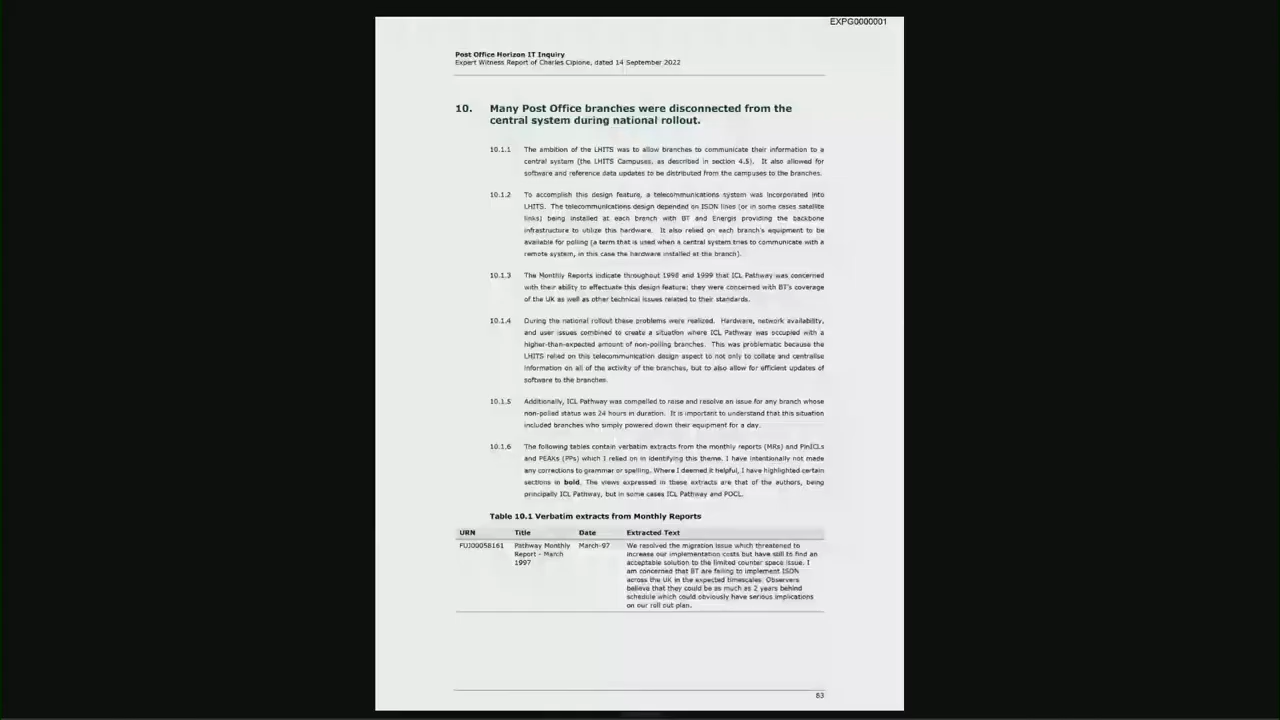 EXPG0000001
Post Office Horizon IT Inquiry
Expert Witness Report of Charles Cipione, dated 14 September 2022
10. Many Post Office branches were disconnected from the
central system during national rollout.
10.1.1 The ambition of the LHITS was to allow branches to communicate their information to a
central system (the LHITS Campuses, as described in section 4.5). It also allowed for
software and reference data updates to be distributed from the campuses to the branches.
10.1.2 To accomplish this design feature, a telecommunications system was incorporated into
LHITS. The telecommunications design depended on ISDN lines (or in some cases satellite
links) being installed at each branch with BT and Energis providing the backbone
infrastructure to utilize this hardware. It also relied on each branch's equipment to be
available for polling (a term that is used when a central system tries to communicate with a
remote system, in this case the hardware installed at the branch).
10.1.3 The Monthly Reports indicate throughout 1998 and 1999 that ICL Pathway was concerned
with their ability to effectuate this design feature; they were concerned with BT's coverage
of the UK as well as other technical issues related to their standards.
10.1.4 During the national rollout these problems were realized. Hardware, network availability,
and user issues combined to create a situation where ICL Pathway was occupied with a
higher-than-expected amount of non-polling branches. This was problematic because the
LHITS relied on this telecommunication design aspect to not only to collate and centralise
information on all of the activity of the branches, but to also allow for efficient updates of
software to the branches.
10.1.5 Additionally, ICL Pathway was compelled to raise and resolve an issue for any branch whose
non-polled status was 24 hours in duration. It is important to understand that this situation
included branches who simply powered down their equipment for a day.
10.1.6 The following tables contain verbatim extracts from the monthly reports (MRs) and PinICLs
and PEAKs (PPs) which I relied on in identifying this theme. I have intentionally not made
any corrections to grammar or spelling. Where I deemed it helpful, I have highlighted certain
sections in bold. The views expressed in these extracts are that of the authors, being
principally ICL Pathway, but in some cases ICL Pathway and POCL.
Table 10.1 Verbatim extracts from Monthly Reports
URN Title Date Extracted Text
FUJ00058161 Pathway Monthly March-97 We resolved the migration issue which threatened to
Report - March increase our implementation costs but have still to find an
1997 acceptable solution to the limited counter space issue. I
am concerned that BT are failing to implement ISDN
across the UK in the expected timescales. Observers
believe that they could be as much as 2 years behind
schedule which could obviously have serious implications
on our roll out plan.
83